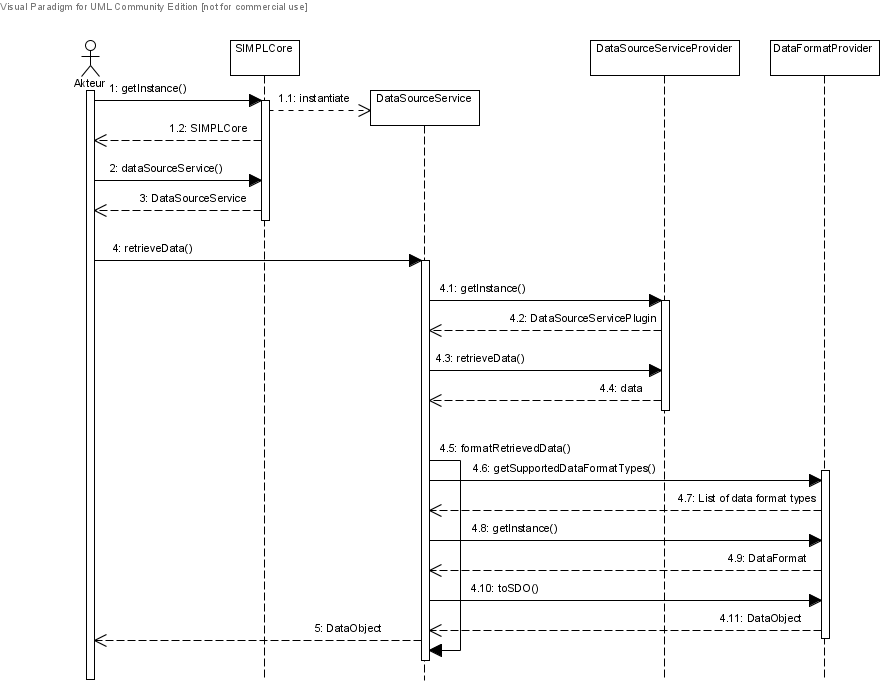 Visual Paradigm for UML Community Edition [not for commercial use]
SIMPLCore
DataSourceServiceProvider
DataFormatProvider
Akteur
1: getInstance()
1.1: instantiate
DataSourceService
1.2: SIMPLCore
2: dataSourceService()
3: DataSourceService
4: retrieveData()
4.1: getInstance()
4.2: DataSourceServicePlugin
4.3: retrieveData()
4.4: data
4.5: formatRetrievedData()
4.6: getSupportedDataFormatTypes()
4.7: List of data format types
4.8: getInstance()
4.9: DataFormat
4.10: toSDO()
4.11: DataObject
5: DataObject